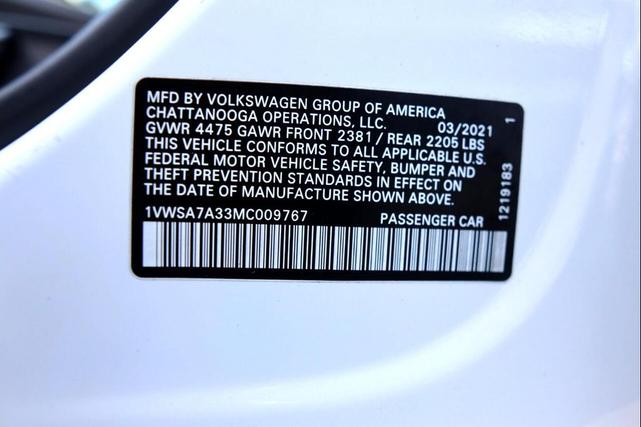 MFD BY VOLKSWAGEN GROUP OF AMERICA
CHATTANOOGA OPERATIONS, LLC. 03/2021
GVWR 4475 GAWR FRONT 2381 / REAR 2205 LBS
THIS VEHICLE CONFORMS TO ALL APPLICABLE U.S.
FEDERAL MOTOR VEHICLE SAFETY, BUMPER AND
THEFT PREVENTION STANDARDS IN EFFECT ON
THE DATE OF MANUFACTURE SHOWN ABOVE.
1VWSA7A33MC009767 PASSENGER CAR
1219183 1